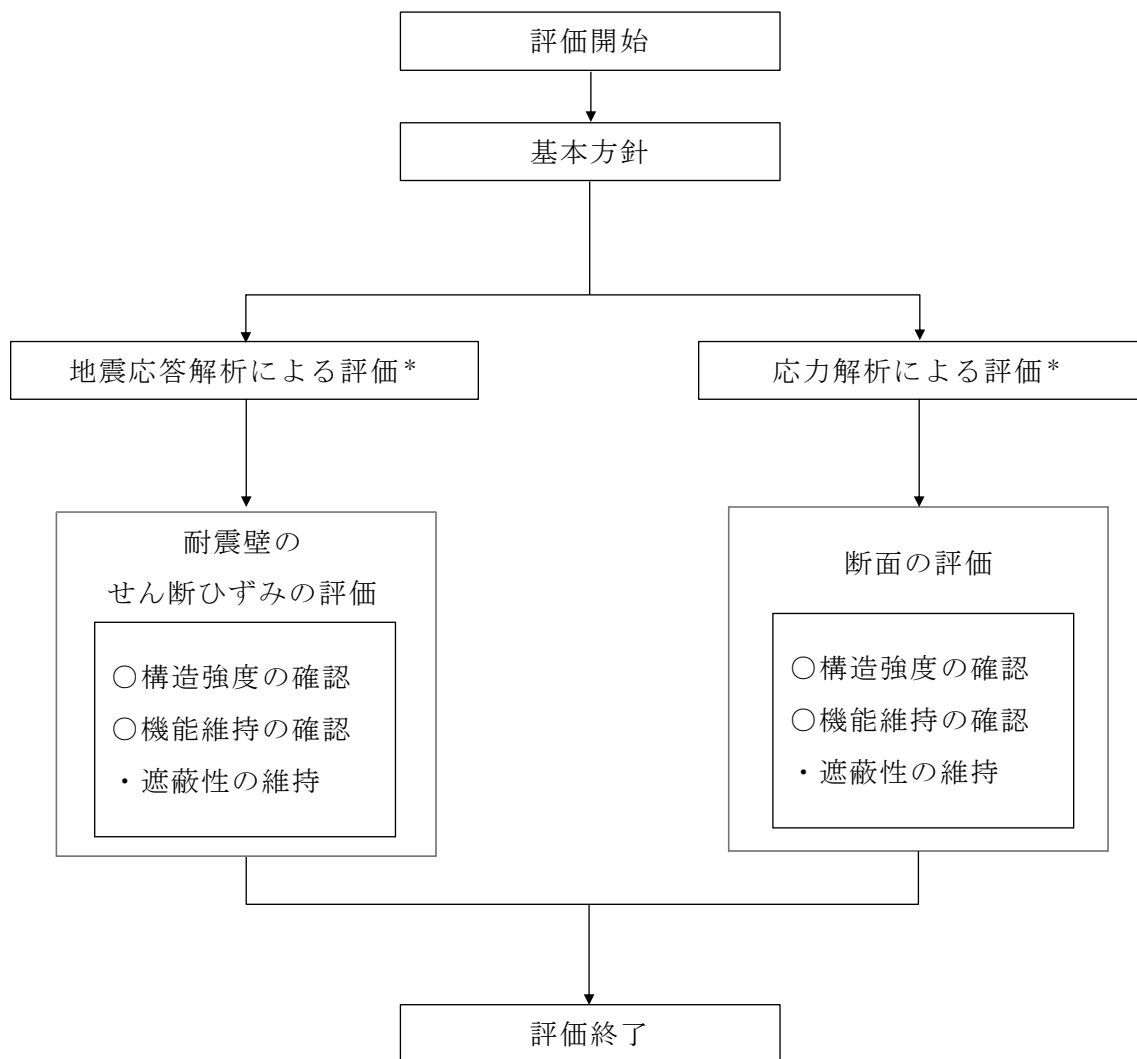 評価開始
基本方針
地震応答解析による評価*
応力解析による評価*
耐震壁の
せん断ひずみの評価
○構造強度の確認
○機能維持の確認
・遮蔽性の維持
断面の評価
○構造強度の確認
○機能維持の確認
・遮蔽性の維持
評価終了